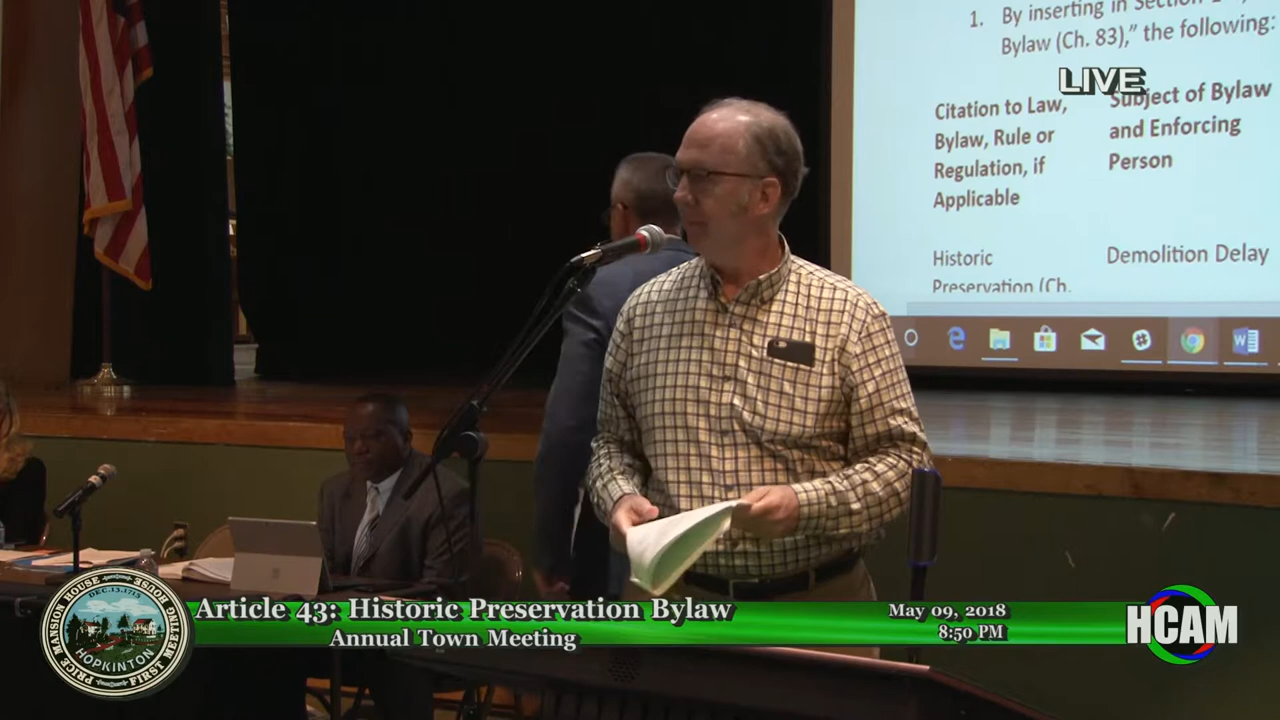 1. By inserting in Section
Bylaw (Ch. 83),” the following:
LIVE
Citation to Law,
Bylaw, Rule or
Regulation, if
Applicable
Subject of Bylaw
and Enforcing
Person
Historic
Preservation (Ch.
Demolition Delay
PRICE MANSION HOUSE
FIRST MEETING HOUSE
DEC.13.1715
HOPKINTON
Article 43: Historic Preservation Bylaw
Annual Town Meeting
May 09, 2018
8:50 PM
HCAM